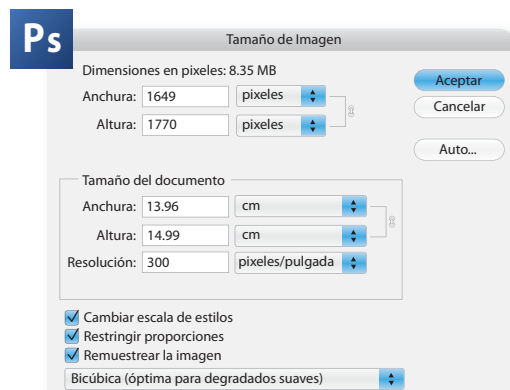 Ps
Tamaño de Imagen
Dimensiones en pixeles: 8.35 MB
Anchura: 1649 pixeles
Altura: 1770 pixeles
Aceptar
Cancelar
Auto...
Tamaño del documento
Anchura: 13.96 cm
Altura: 14.99 cm
Resolución: 300 pixeles/pulgada
Cambiar escala de estilos
Restringir proporciones
Remuestrear la imagen
Bicúbica (óptima para degradados suaves)